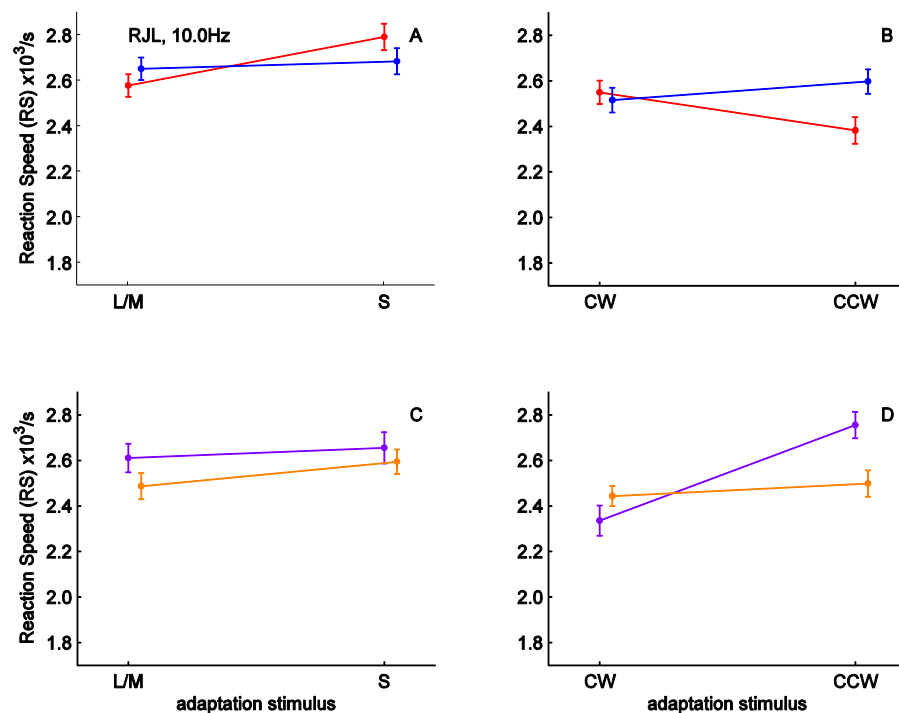 RJL, 10.0Hz
A
Reaction Speed (RS) x10³/s
2.8
2.6
2.4
2.2
2.0
1.8
L/M
S
B
2.8
2.6
2.4
2.2
2.0
1.8
CW
CCW
C
Reaction Speed (RS) x10³/s
2.8
2.6
2.4
2.2
2.0
1.8
L/M
S
adaptation stimulus
D
2.8
2.6
2.4
2.2
2.0
1.8
CW
CCW
adaptation stimulus